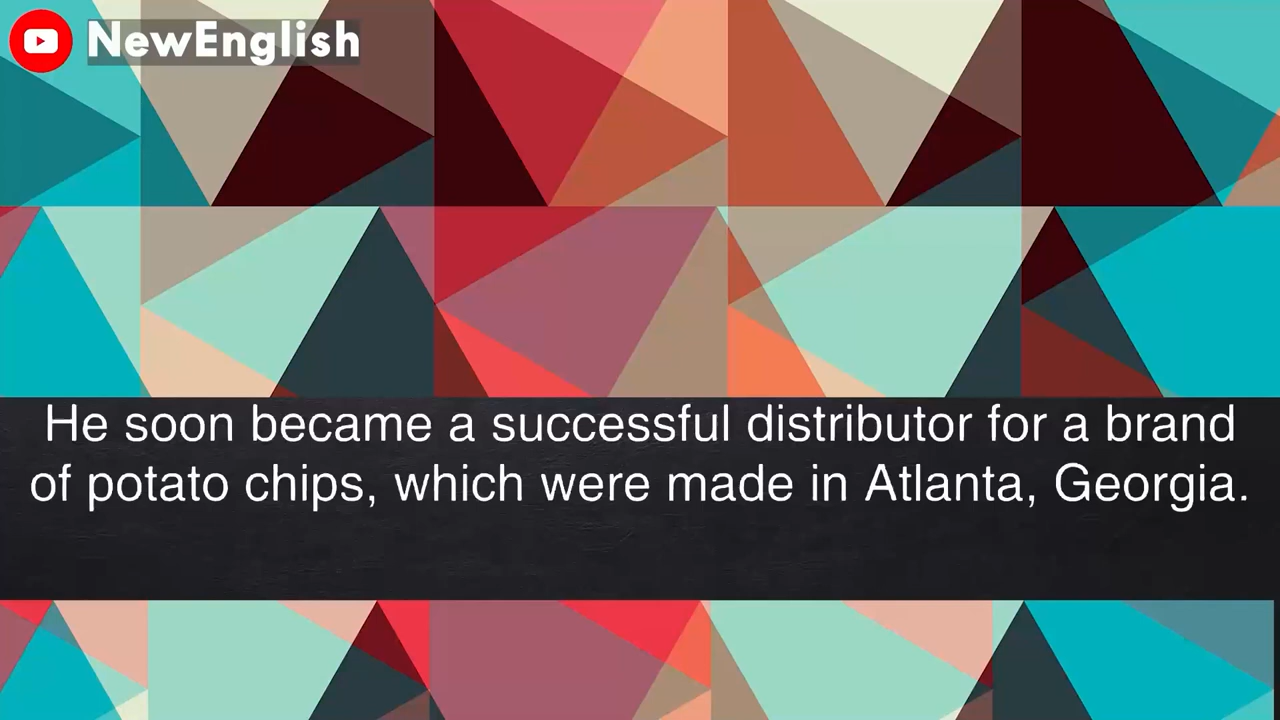 NewEnglish
He soon became a successful distributor for a brand
of potato chips, which were made in Atlanta, Georgia.